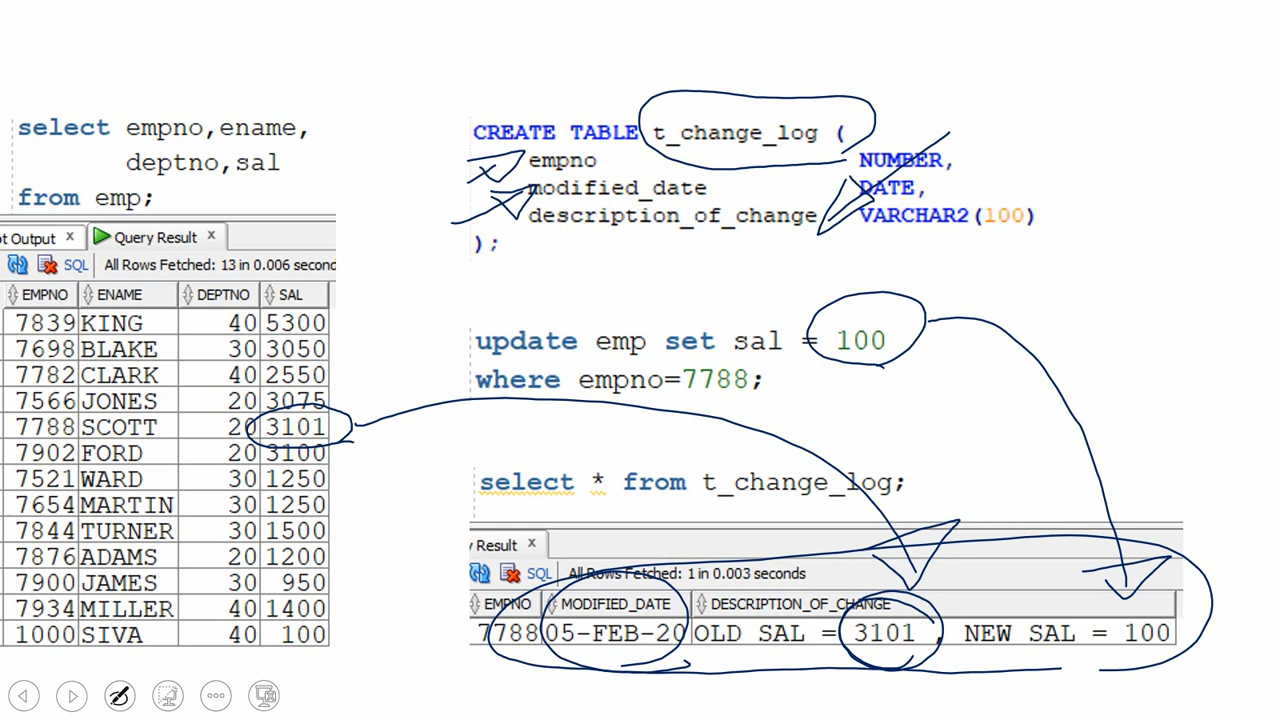 select empno,ename,
deptno,sal
from emp;
ot Output x Query Result x
SQL | All Rows Fetched: 13 in 0.006 second
EMPNO ENAME DEPTNO SAL
7839 KING 40 5300
7698 BLAKE 30 3050
7782 CLARK 40 2550
7566 JONES 20 3075
7788 SCOTT 20 3101
7902 FORD 20 3100
7521 WARD 30 1250
7654 MARTIN 30 1250
7844 TURNER 30 1500
7876 ADAMS 20 1200
7900 JAMES 30 950
7934 MILLER 40 1400
1000 SIVA 40 100
CREATE TABLE t_change_log (
empno NUMBER,
modified_date DATE,
description_of_change VARCHAR2(100)
);
update emp set sal = 100
where empno=7788;
select * from t_change_log;
y Result x
SQL | All Rows Fetched: 1 in 0.003 seconds
EMPNO MODIFIED_DATE DESCRIPTION_OF_CHANGE
7788 05-FEB-20 OLD SAL = 3101 , NEW SAL = 100